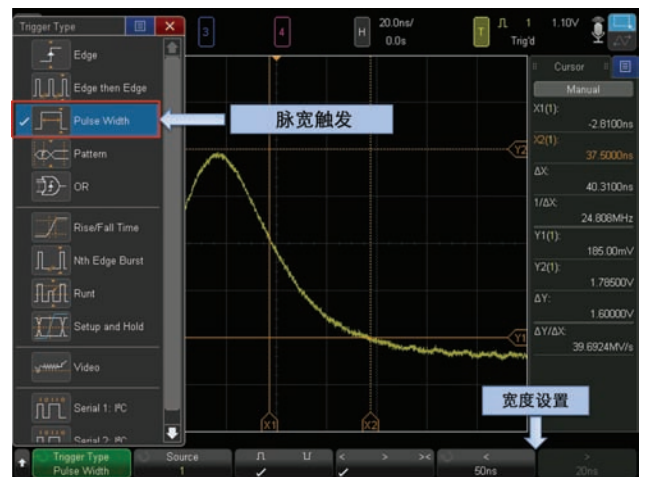 Trigger Type
3
4
H
20.0ns/
0.0s
T
1
1.10V
Trig'd
Edge
Edge then Edge
Pulse Width
脉宽触发
Pattern
OR
Rise/Fall Time
Nth Edge Burst
Runt
Setup and Hold
Video
Serial 1: I²C
Serial 2: I²C
Y2
Y1
X1
X2
Cursor
Manual
X1(1):
-2.8100ns
X2(1):
37.5000ns
ΔX:
40.3100ns
1/ΔX:
24.808MHz
Y1(1):
185.00mV
Y2(1):
1.78500V
ΔY:
1.60000V
ΔY/ΔX:
39.6924MV/s
宽度设置
Trigger Type
Pulse Width
Source
1
< > ><
<
50ns
>
20ns